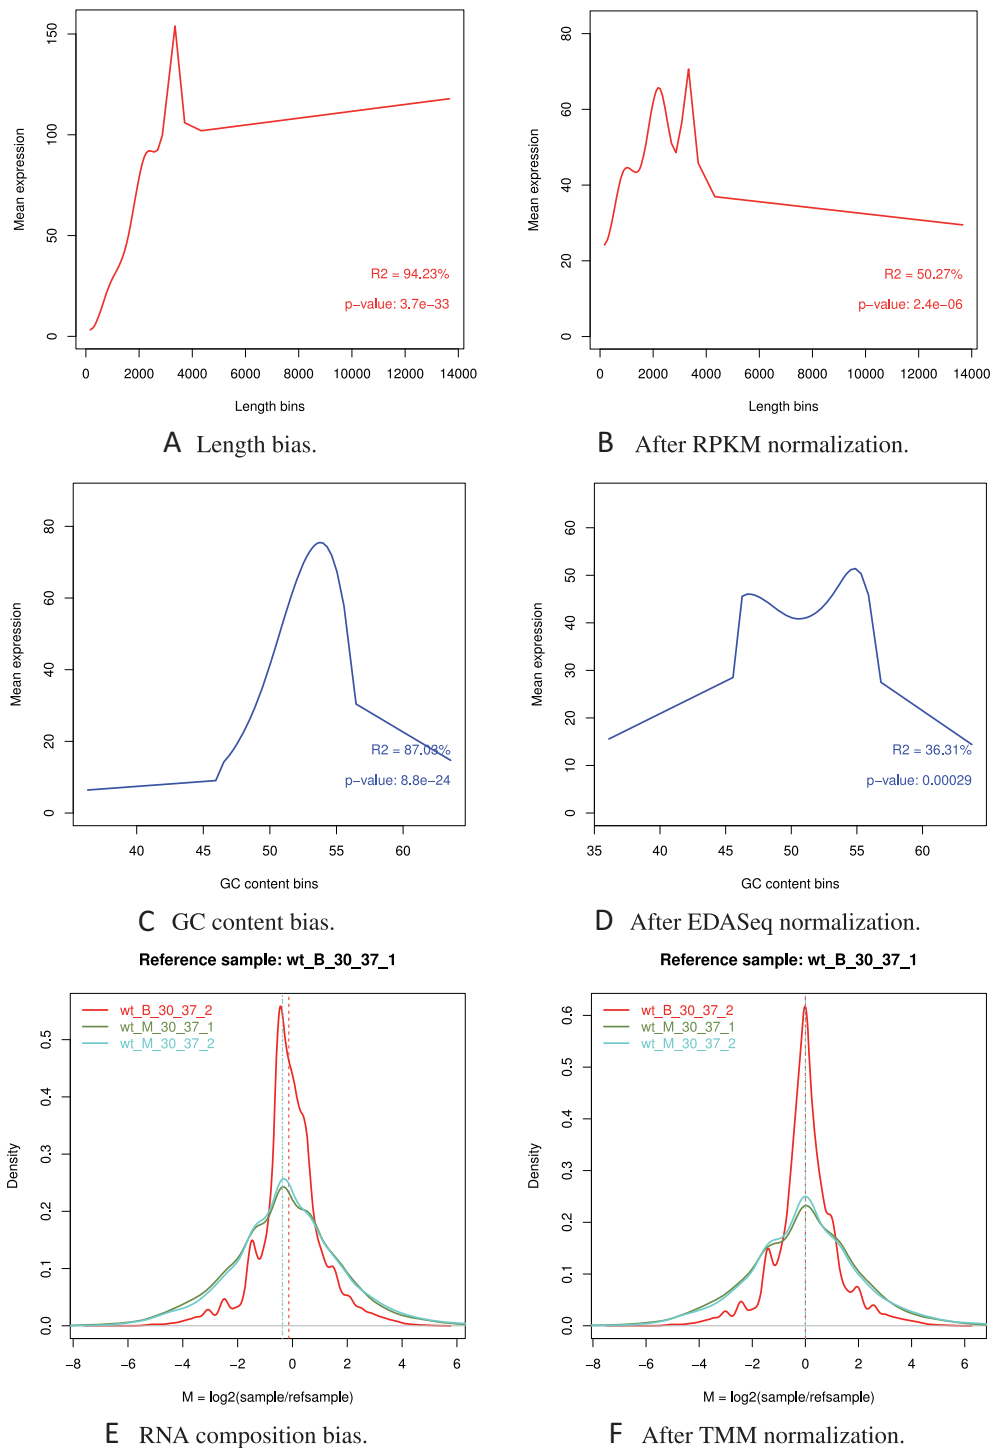 150
100
50
0
Mean expression
R2 = 94.23%
p-value: 3.7e-33
0 2000 4000 6000 8000 10000 12000 14000
Length bins
A Length bias.
80
60
40
20
0
Mean expression
R2 = 50.27%
p-value: 2.4e-06
0 2000 4000 6000 8000 10000 12000 14000
Length bins
B After RPKM normalization.
80
60
40
20
0
Mean expression
R2 = 87.03%
p-value: 8.8e-24
40 45 50 55 60
GC content bins
C GC content bias.
60
50
40
30
20
10
0
Mean expression
R2 = 36.31%
p-value: 0.00029
35 40 45 50 55 60
GC content bins
D After EDASeq normalization.
Reference sample: wt_B_30_37_1
wt_B_30_37_2
wt_M_30_37_1
wt_M_30_37_2
0.5
0.4
0.3
0.2
0.1
0.0
Density
-8 -6 -4 -2 0 2 4 6
M = log2(sample/refsample)
E RNA composition bias.
Reference sample: wt_B_30_37_1
wt_B_30_37_2
wt_M_30_37_1
wt_M_30_37_2
0.6
0.5
0.4
0.3
0.2
0.1
0.0
Density
-8 -6 -4 -2 0 2 4 6
M = log2(sample/refsample)
F After TMM normalization.